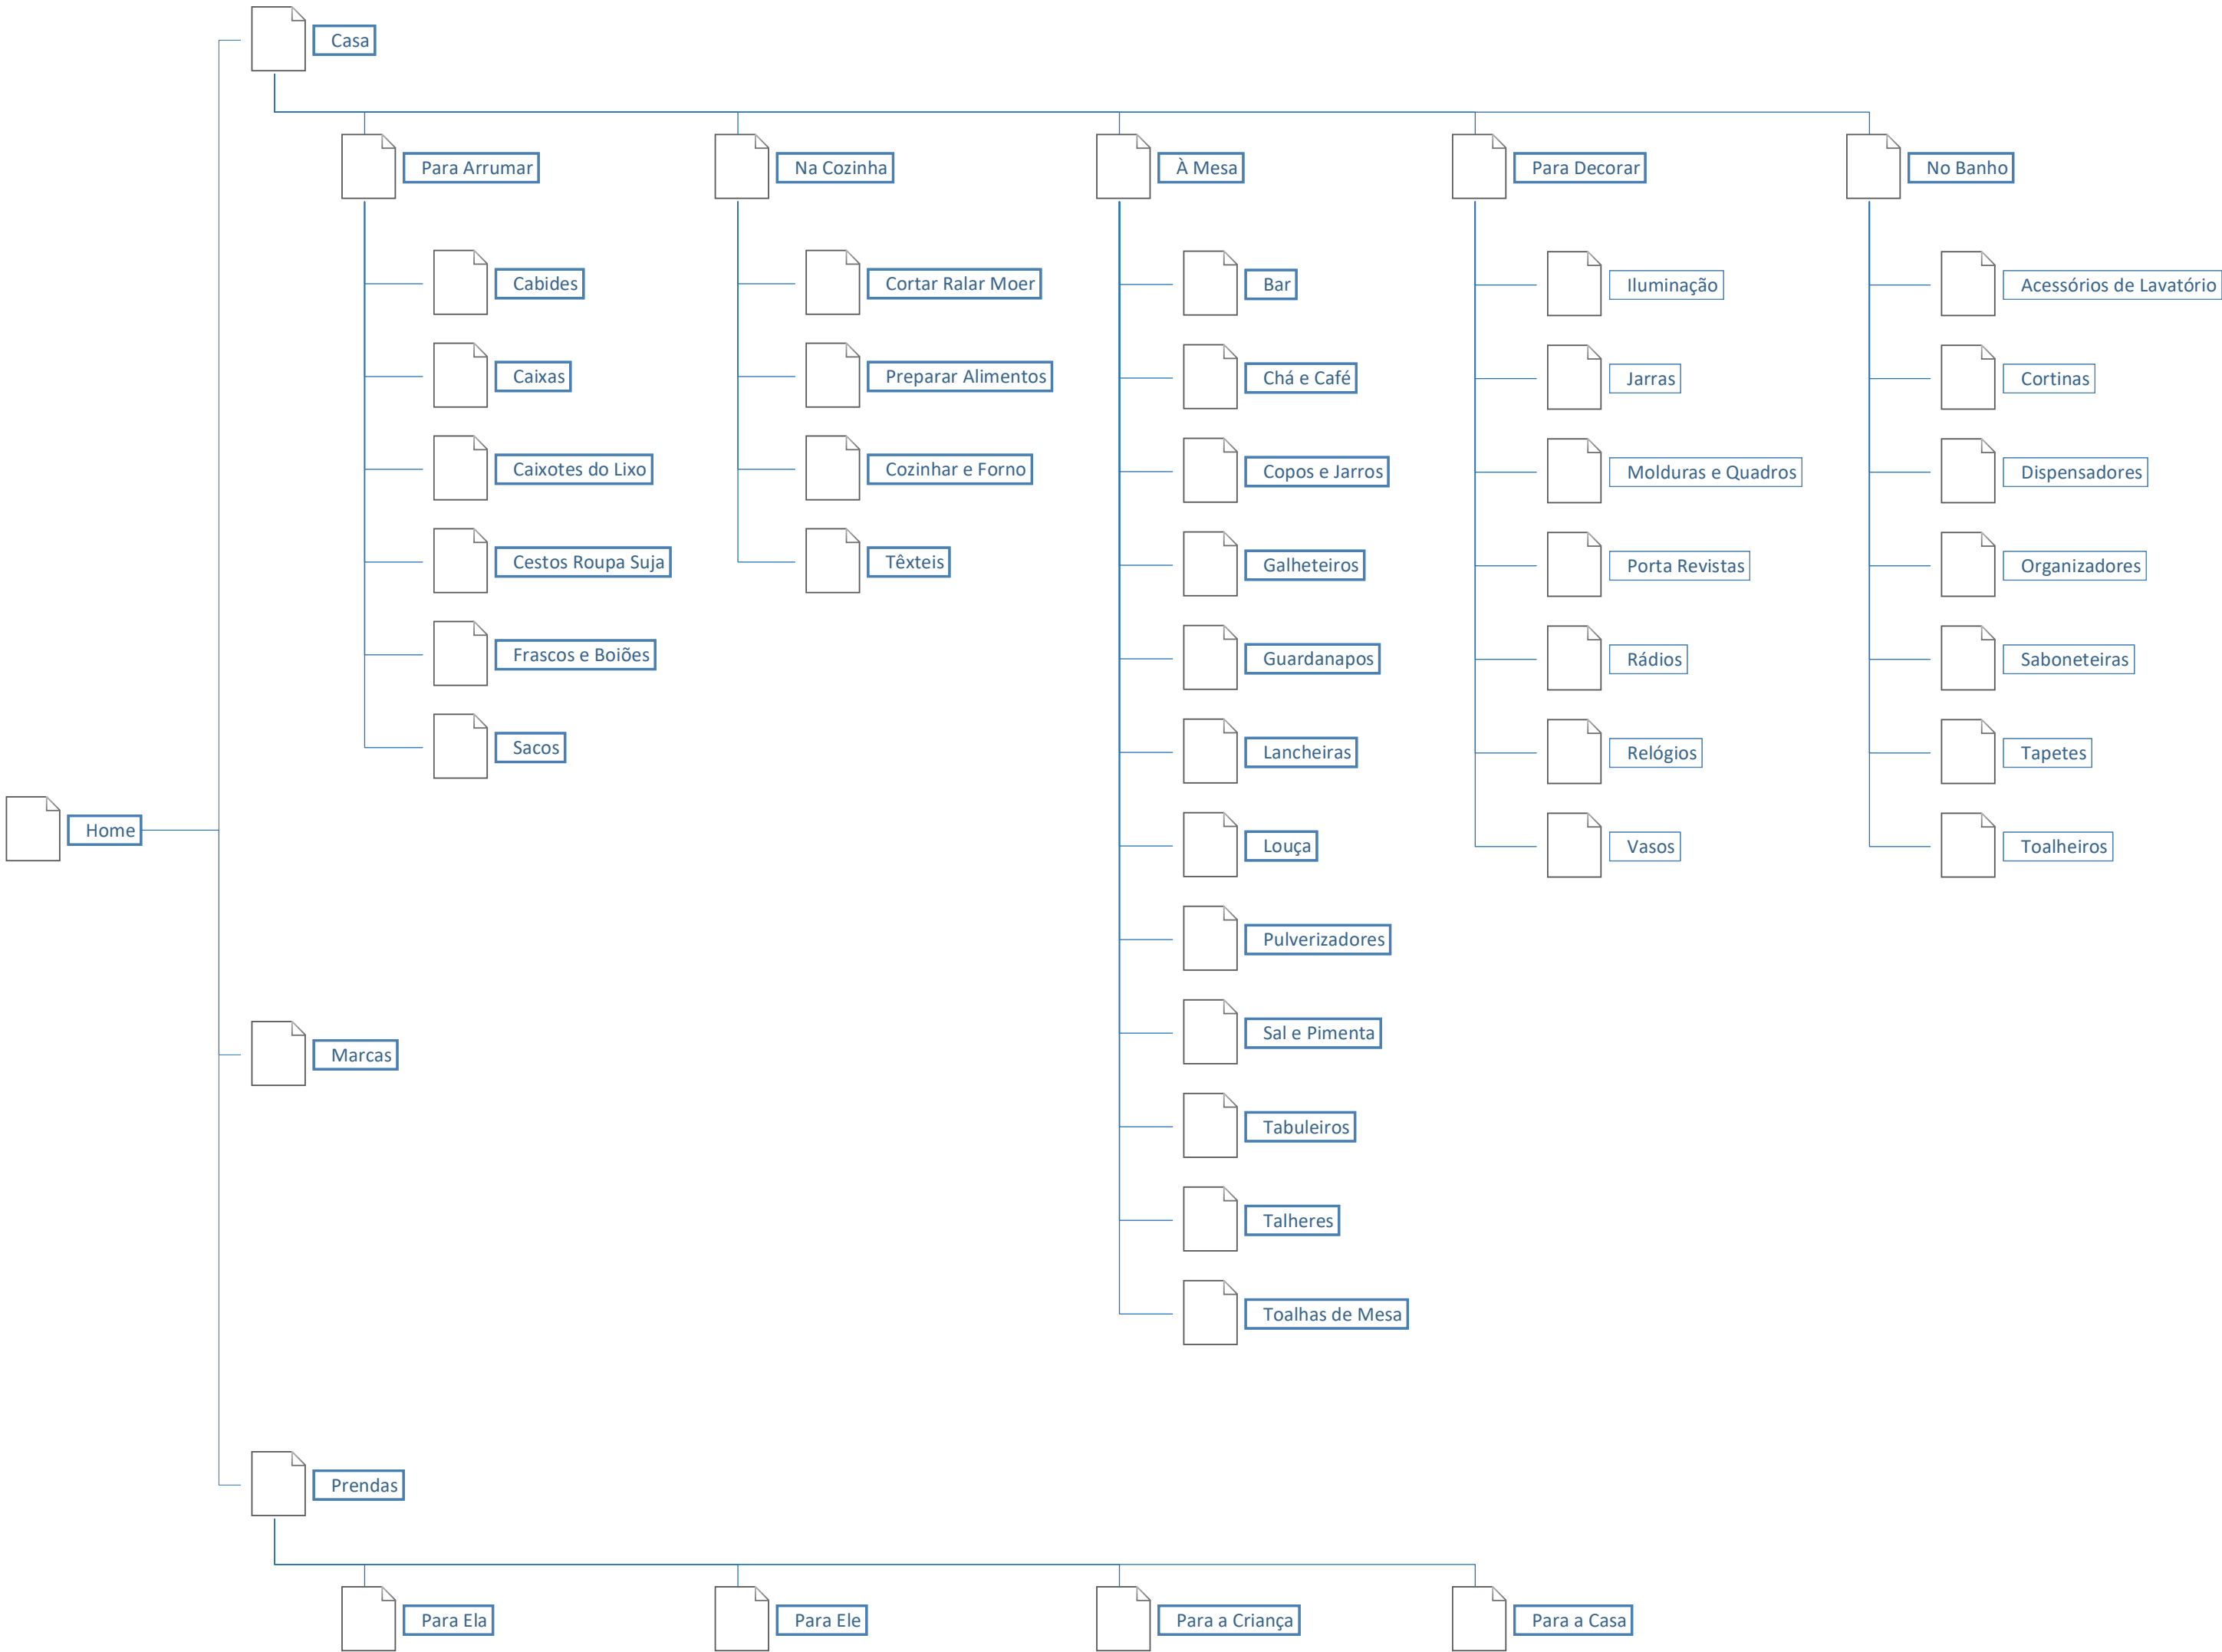 Casa
Para Arrumar
Na Cozinha
À Mesa
Para Decorar
No Banho
Cabides
Caixas
Caixotes do Lixo
Cestos Roupa Suja
Frascos e Boiões
Sacos
Cortar Ralar Moer
Preparar Alimentos
Cozinhar e Forno
Têxteis
Bar
Chá e Café
Copos e Jarros
Galheteiros
Guardanapos
Lancheiras
Louça
Pulverizadores
Sal e Pimenta
Tabuleiros
Talheres
Toalhas de Mesa
Iluminação
Jarras
Molduras e Quadros
Porta Revistas
Rádios
Relógios
Vasos
Acessórios de Lavatório
Cortinas
Dispensadores
Organizadores
Saboneteiras
Tapetes
Toalheiros
Home
Marcas
Prendas
Para Ela
Para Ele
Para a Criança
Para a Casa